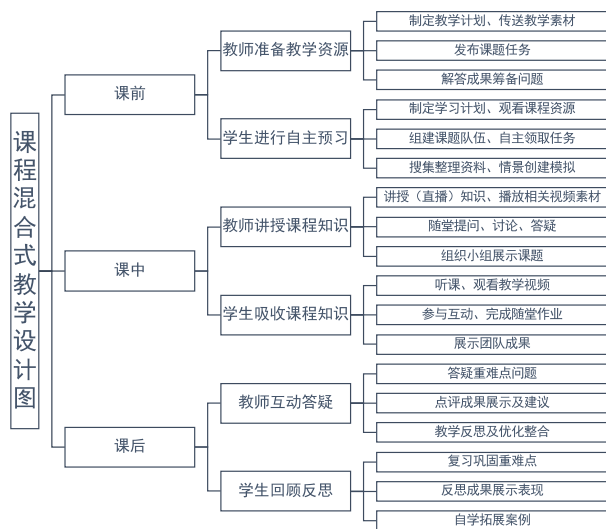 课程混合式教学设计图
课前
教师准备教学资源
制定教学计划、传送教学素材
发布课题任务
解答成果筹备问题
学生进行自主预习
制定学习计划、观看课程资源
组建课题队伍、自主领取任务
搜集整理资料、情景创建模拟
课中
教师讲授课程知识
讲授（直播）知识、播放相关视频素材
随堂提问、讨论、答疑
组织小组展示课题
学生吸收课程知识
听课、观看教学视频
参与互动、完成随堂作业
展示团队成果
课后
教师互动答疑
答疑重难点问题
点评成果展示及建议
教学反思及优化整合
学生回顾反思
复习巩固重难点
反思成果展示表现
自学拓展案例